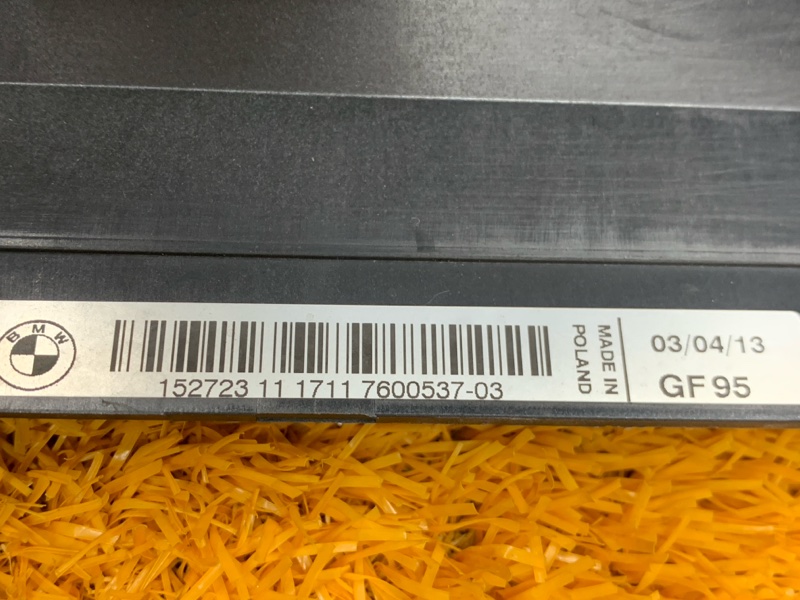 BMW
152723 11 1711 7600537-03
MADE IN
POLAND
03/04/13
GF95